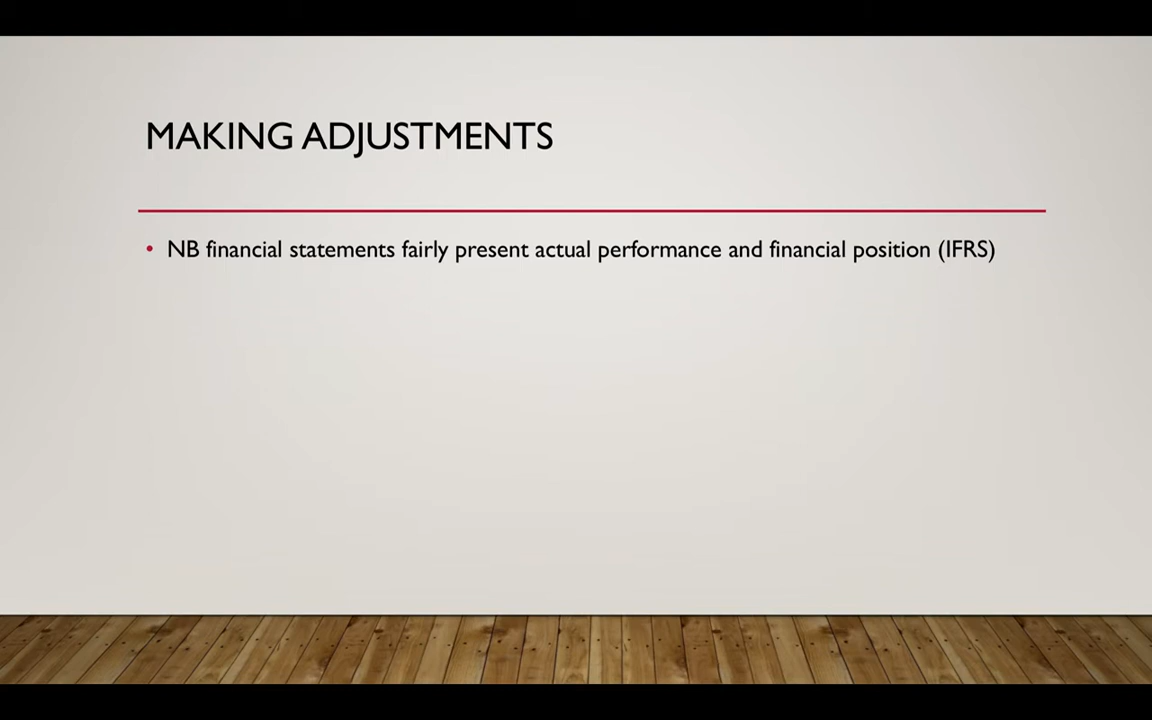 MAKING ADJUSTMENTS
• NB financial statements fairly present actual performance and financial position (IFRS)